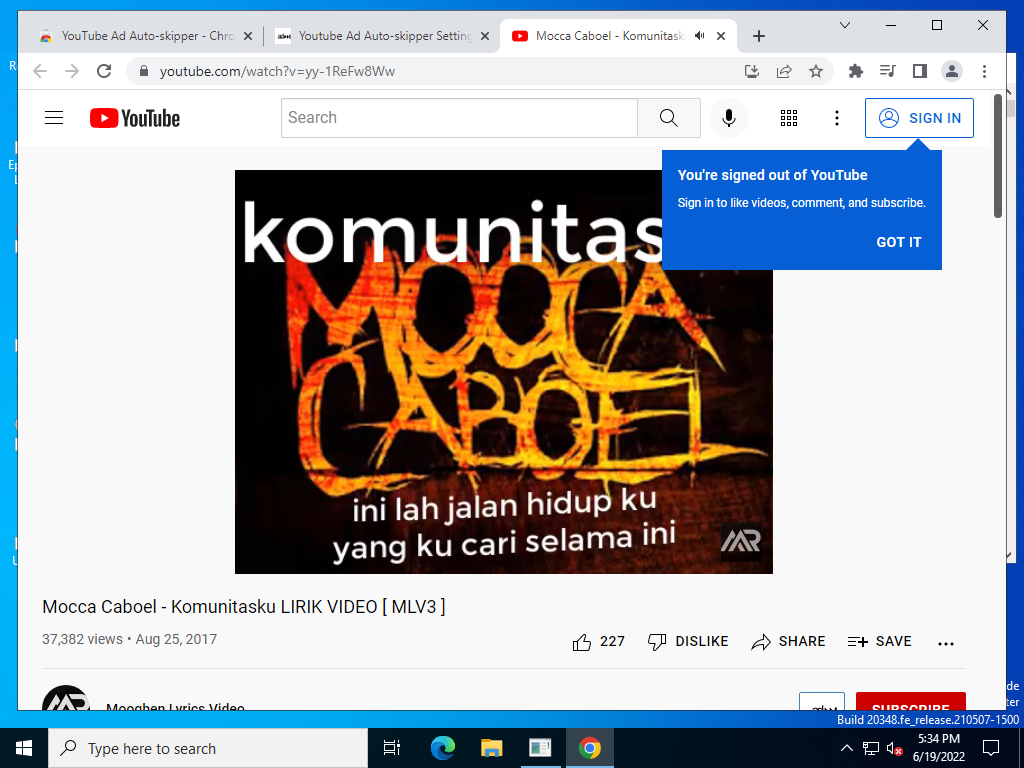 YouTube Ad Auto-skipper - Chro
Youtube Ad Auto-skipper Setting
Mocca Caboel - Komunitask
youtube.com/watch?v=yy-1ReFw8Ww
YouTube
Search
SIGN IN
You're signed out of YouTube
Sign in to like videos, comment, and subscribe.
GOT IT
komunitas
MOCCA
CABOEL
ini lah jalan hidup ku
yang ku cari selama ini
MR
Mocca Caboel - Komunitasku LIRIK VIDEO [ MLV3 ]
37,382 views • Aug 25, 2017
227
DISLIKE
SHARE
SAVE
Mooghen Lyrics Video
SUBSCRIBE
Build 20348.fe_release.210507-1500
Type here to search
5:34 PM
6/19/2022